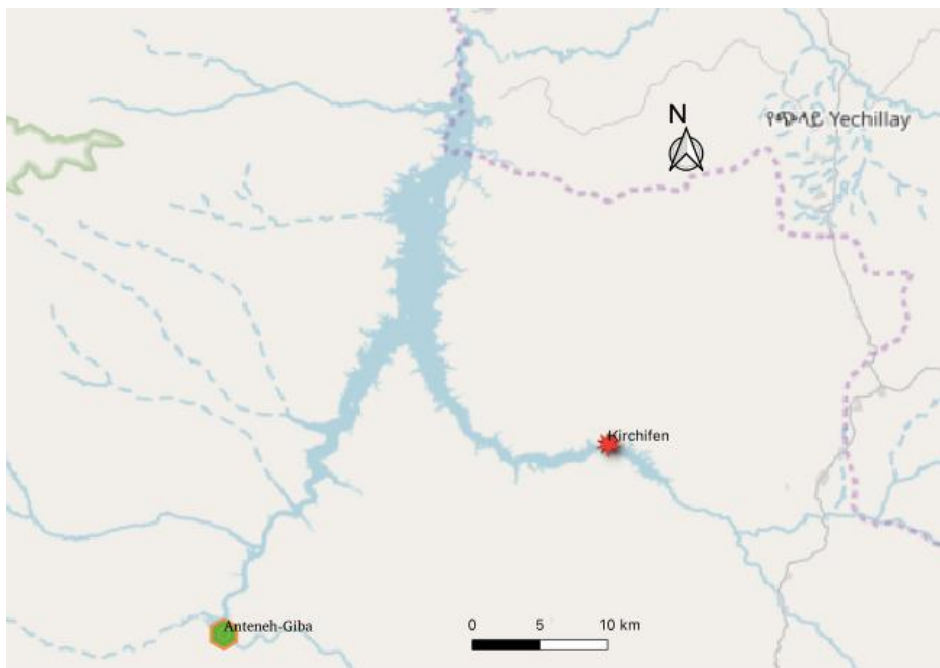 N
የጭላይ Yechillay
Kirchifen
Anteneh-Giba
0 5 10 km